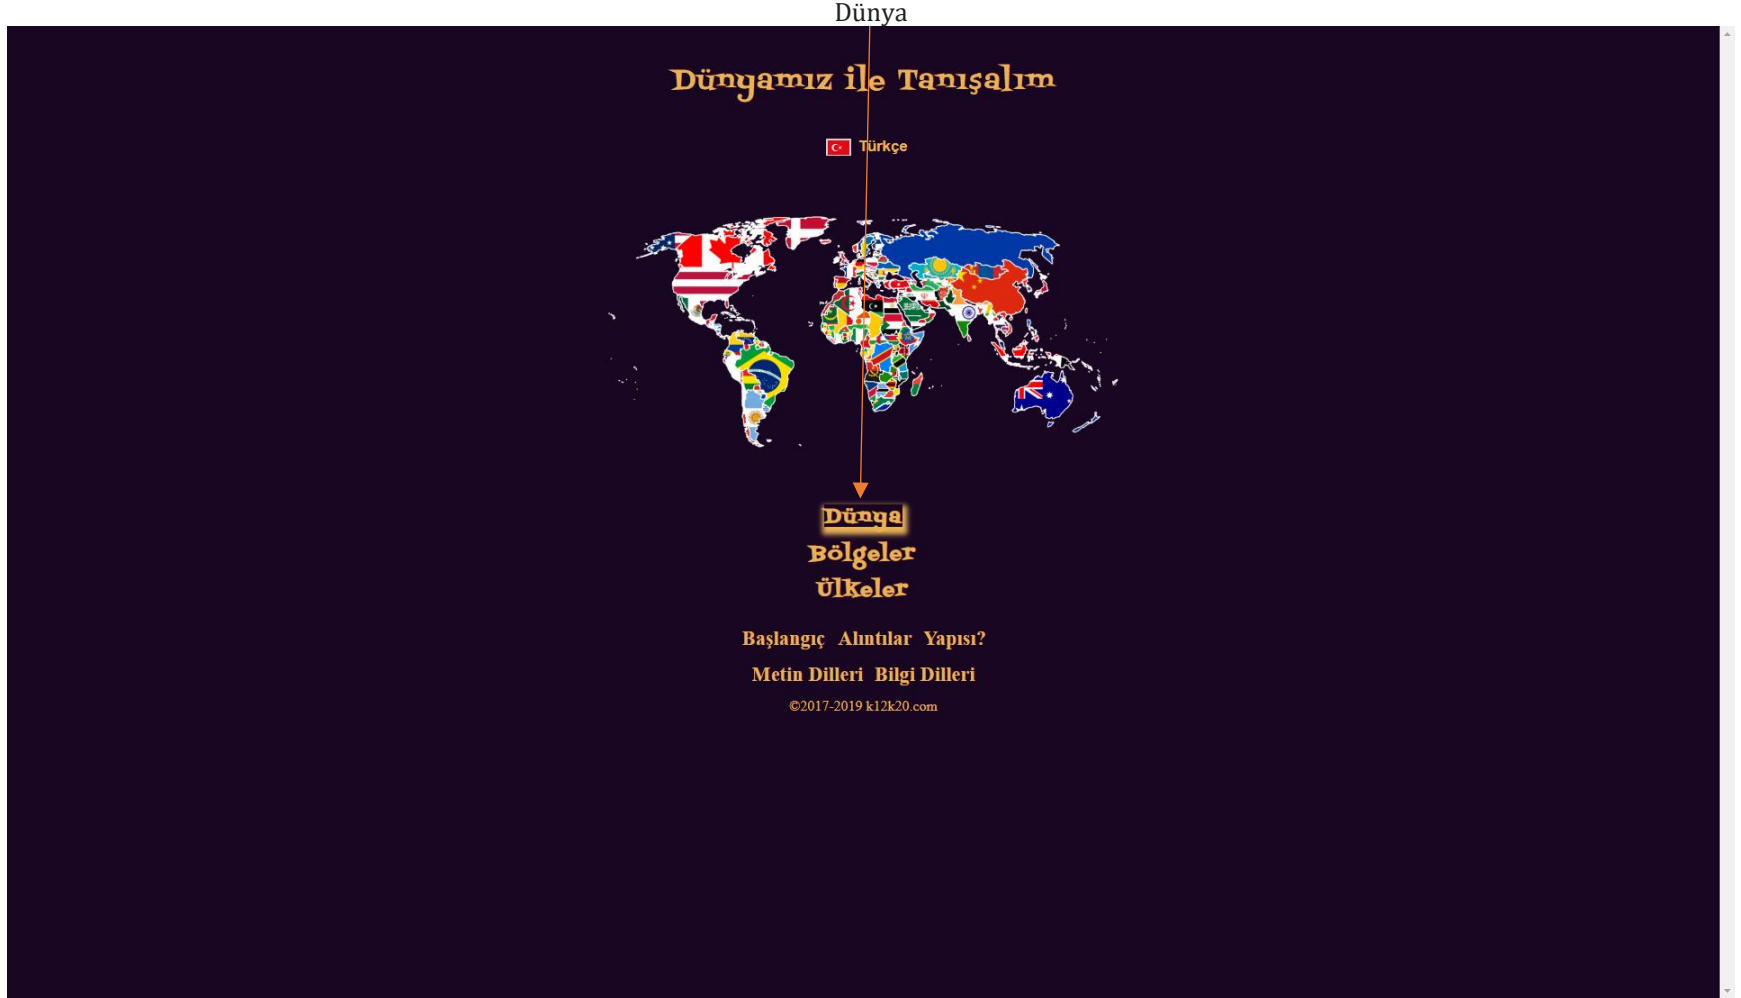 Dünya
Dünyamız ile Tanışalım
Türkçe
Dünya
Bölgeler
Ülkeler
Başlangıç Alıntılar Yapısı?
Metin Dilleri Bilgi Dilleri
©2017-2019 k12k20.com